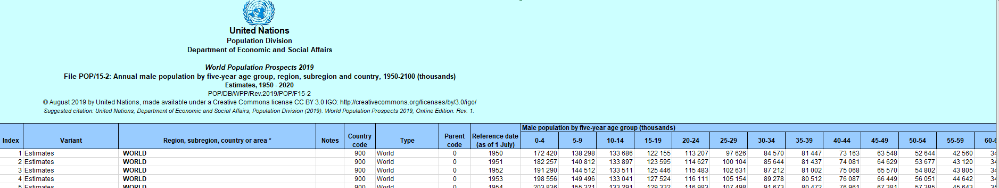 United Nations
Population Division
Department of Economic and Social Affairs
World Population Prospects 2019
File POP/15-2: Annual male population by five-year age group, region, subregion and country, 1950-2100 (thousands)
Estimates, 1950 - 2020
POP/DB/WPP/Rev.2019/POP/F15-2
© August 2019 by United Nations, made available under a Creative Commons license CC BY 3.0 IGO: http://creativecommons.org/licenses/by/3.0/igo/
Suggested citation: United Nations, Department of Economic and Social Affairs, Population Division (2019). World Population Prospects 2019, Online Edition. Rev. 1.
Male population by five-year age group (thousands)
Index Variant Region, subregion, country or area * Notes Country code Type Parent code Reference date (as of 1 July) 0-4 5-9 10-14 15-19 20-24 25-29 30-34 35-39 40-44 45-49 50-54 55-59
1 Estimates WORLD 900 World 0 1950 172 420 138 298 133 686 122 155 113 207 97 626 84 570 81 447 73 163 63 548 52 644 42 560
2 Estimates WORLD 900 World 0 1951 182 257 140 812 133 897 123 595 114 627 100 104 85 644 81 437 74 081 64 629 53 677 43 120
3 Estimates WORLD 900 World 0 1952 191 290 144 512 133 511 125 446 115 483 102 631 87 212 81 002 75 068 65 570 54 802 43 805
4 Estimates WORLD 900 World 0 1953 198 556 149 496 133 041 127 524 116 111 105 154 89 278 80 512 76 087 66 449 56 051 44 642
5 Estimates WORLD 900 World 0 1954 203 836 155 321 133 291 129 332 116 983 107 498 91 673 80 472 76 961 67 381 57 385 45 643